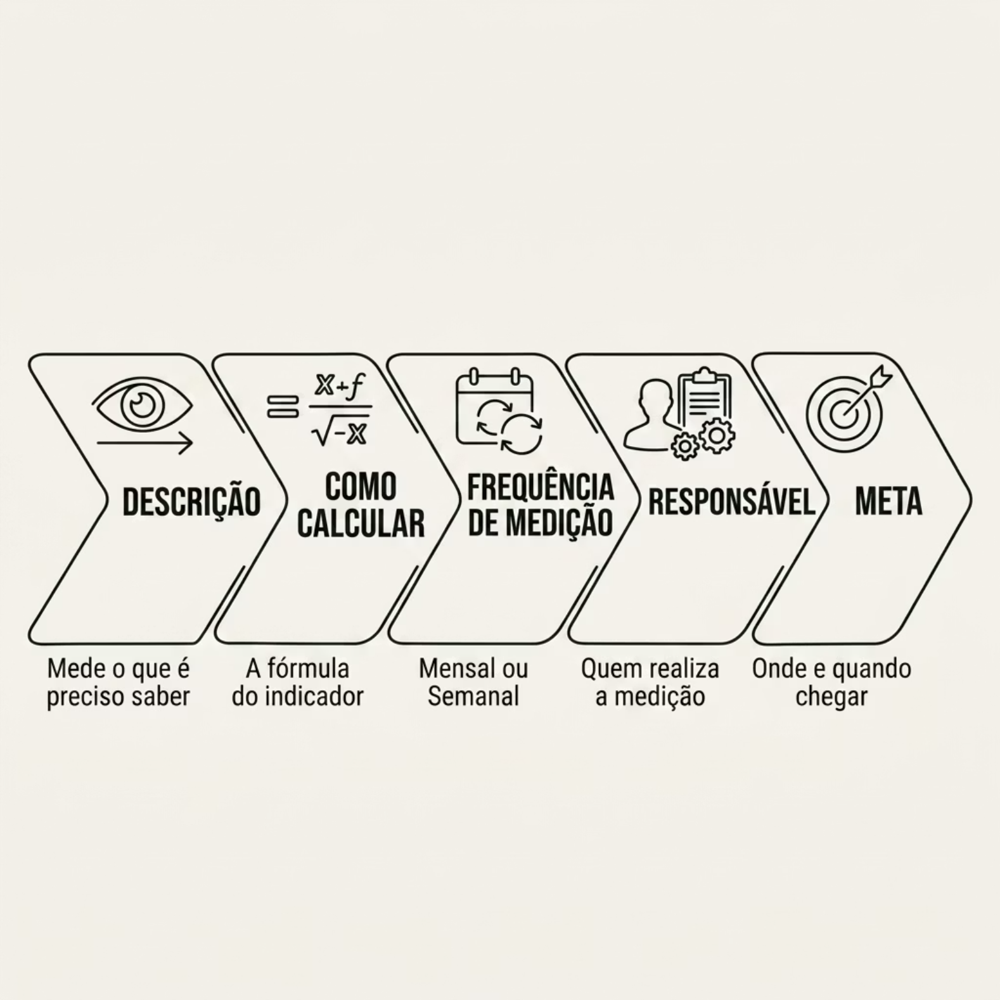 x+f
= √-x
DESCRIÇÃO
COMO
CALCULAR
FREQUÊNCIA
DE MEDIÇÃO
RESPONSÁVEL
META
Mede o que é
preciso saber
A fórmula
do indicador
Mensal ou
Semanal
Quem realiza
a medição
Onde e quando
chegar